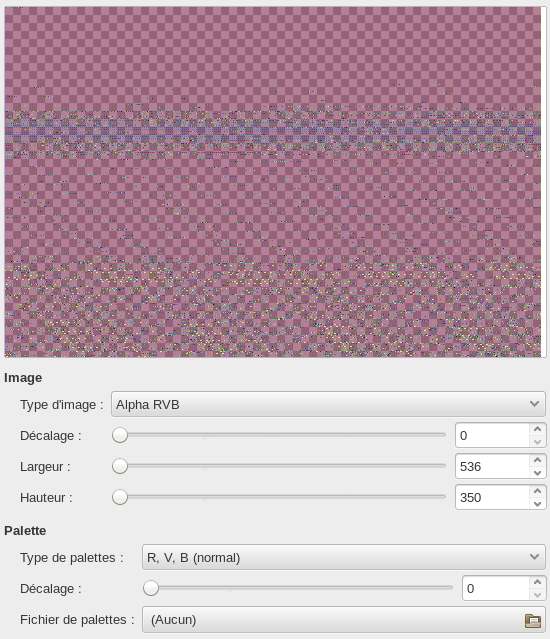 Image
Type d'image : Alpha RVB
Décalage : 0
Largeur : 536
Hauteur : 350
Palette
Type de palettes : R, V, B (normal)
Décalage : 0
Fichier de palettes : (Aucun)